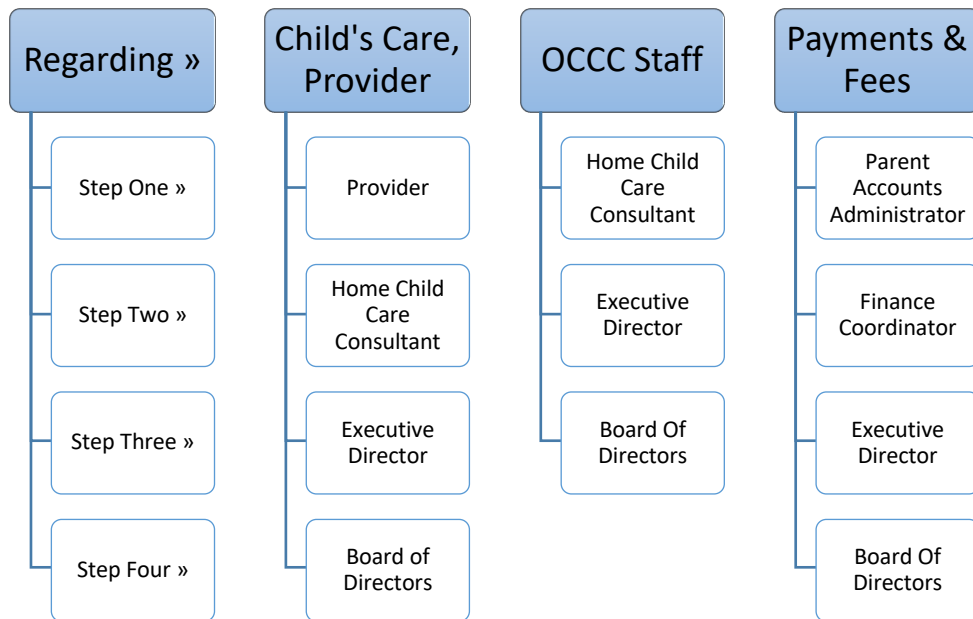 Regarding »
Step One »
Step Two »
Step Three »
Step Four »
Child's Care,
Provider
Provider
Home Child
Care
Consultant
Executive
Director
Board of
Directors
OCCC Staff
Home Child
Care
Consultant
Executive
Director
Board Of
Directors
Payments &
Fees
Parent
Accounts
Administrator
Finance
Coordinator
Executive
Director
Board Of
Directors